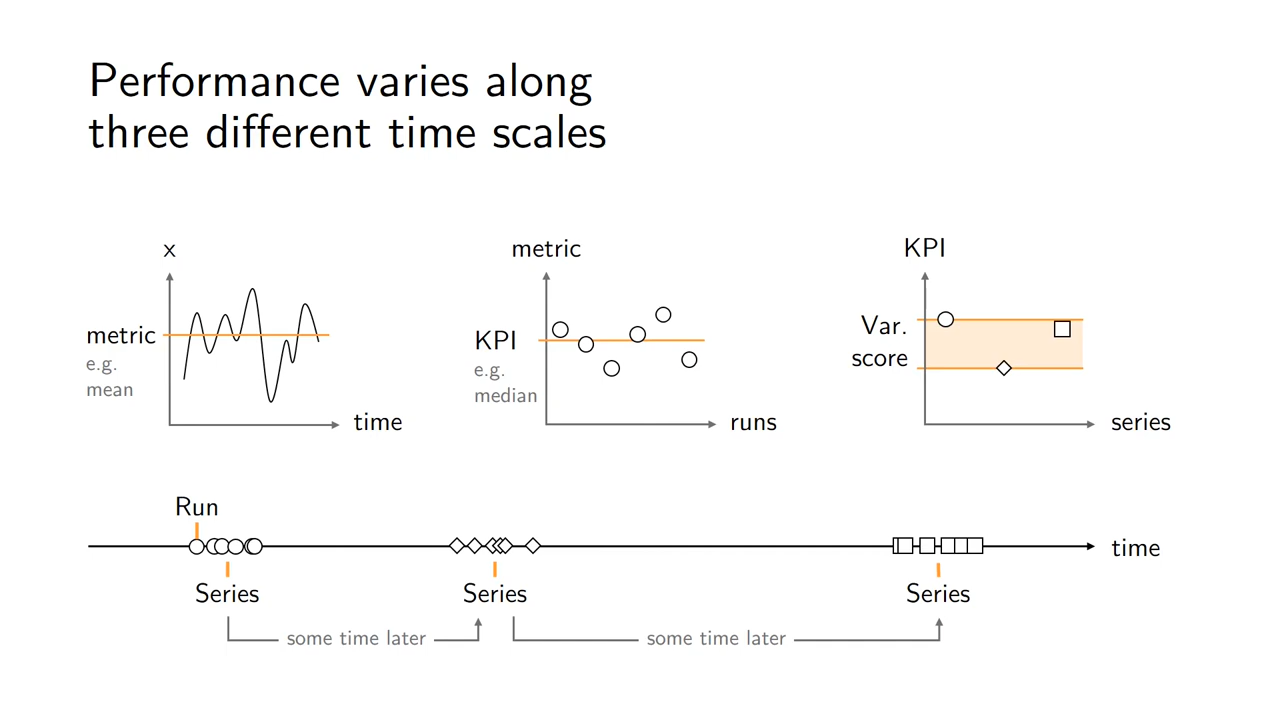 Performance varies along
three different time scales
x
metric
e.g.
mean
time
metric
KPI
e.g.
median
runs
KPI
Var.
score
series
Run
time
Series
Series
Series
some time later
some time later